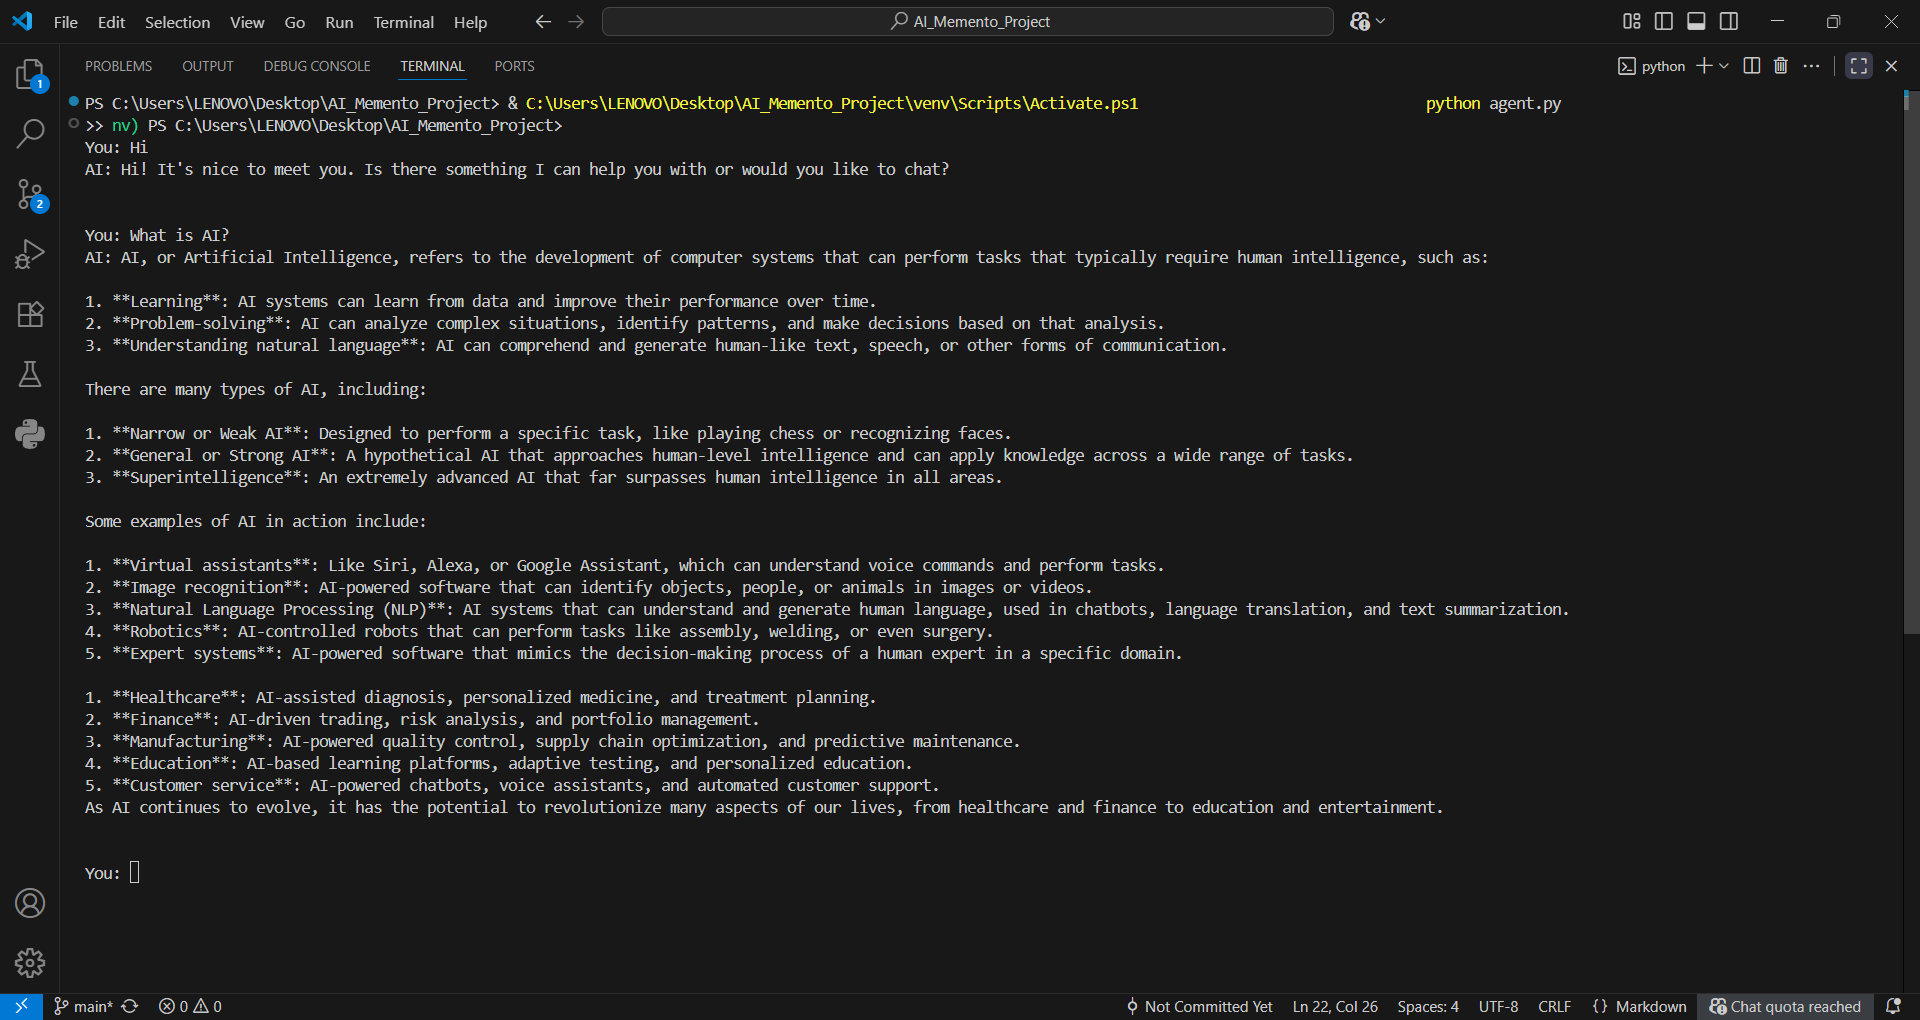 File Edit Selection View Go Run Terminal Help
AI_Memento_Project
PROBLEMS OUTPUT DEBUG CONSOLE TERMINAL PORTS
python
1
PS C:\Users\LENOVO\Desktop\AI_Memento_Project> & C:\Users\LENOVO\Desktop\AI_Memento_Project\venv\Scripts\Activate.ps1 python agent.py
>> nv) PS C:\Users\LENOVO\Desktop\AI_Memento_Project>
You: Hi
AI: Hi! It's nice to meet you. Is there something I can help you with or would you like to chat?
2
You: What is AI?
AI: AI, or Artificial Intelligence, refers to the development of computer systems that can perform tasks that typically require human intelligence, such as:
1. **Learning**: AI systems can learn from data and improve their performance over time.
2. **Problem-solving**: AI can analyze complex situations, identify patterns, and make decisions based on that analysis.
3. **Understanding natural language**: AI can comprehend and generate human-like text, speech, or other forms of communication.
There are many types of AI, including:
1. **Narrow or Weak AI**: Designed to perform a specific task, like playing chess or recognizing faces.
2. **General or Strong AI**: A hypothetical AI that approaches human-level intelligence and can apply knowledge across a wide range of tasks.
3. **Superintelligence**: An extremely advanced AI that far surpasses human intelligence in all areas.
Some examples of AI in action include:
1. **Virtual assistants**: Like Siri, Alexa, or Google Assistant, which can understand voice commands and perform tasks.
2. **Image recognition**: AI-powered software that can identify objects, people, or animals in images or videos.
3. **Natural Language Processing (NLP)**: AI systems that can understand and generate human language, used in chatbots, language translation, and text summarization.
4. **Robotics**: AI-controlled robots that can perform tasks like assembly, welding, or even surgery.
5. **Expert systems**: AI-powered software that mimics the decision-making process of a human expert in a specific domain.
1. **Healthcare**: AI-assisted diagnosis, personalized medicine, and treatment planning.
2. **Finance**: AI-driven trading, risk analysis, and portfolio management.
3. **Manufacturing**: AI-powered quality control, supply chain optimization, and predictive maintenance.
4. **Education**: AI-based learning platforms, adaptive testing, and personalized education.
5. **Customer service**: AI-powered chatbots, voice assistants, and automated customer support.
As AI continues to evolve, it has the potential to revolutionize many aspects of our lives, from healthcare and finance to education and entertainment.
You:
main* 0 0 Not Committed Yet Ln 22, Col 26 Spaces: 4 UTF-8 CRLF {} Markdown Chat quota reached